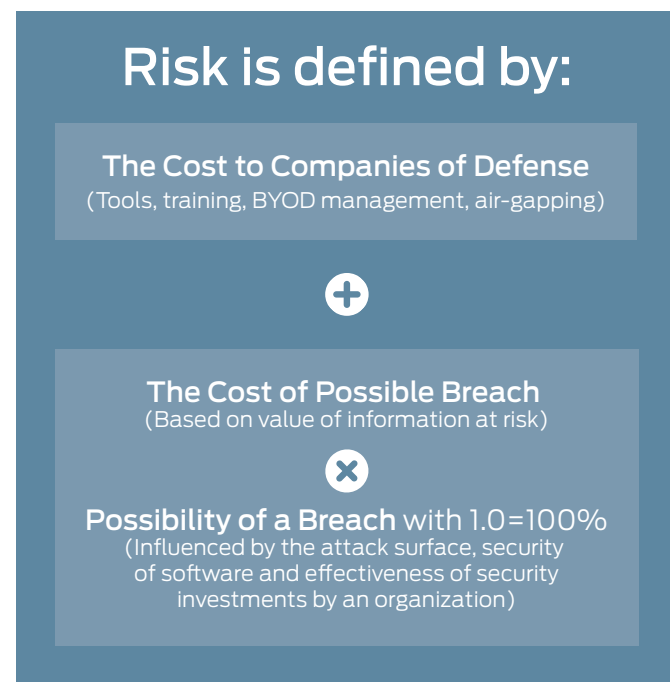 Risk is defined by:
The Cost to Companies of Defense
(Tools, training, BYOD management, air-gapping)
+
The Cost of Possible Breach
(Based on value of information at risk)
×
Possibility of a Breach with 1.0=100%
(Influenced by the attack surface, security
of software and effectiveness of security
investments by an organization)